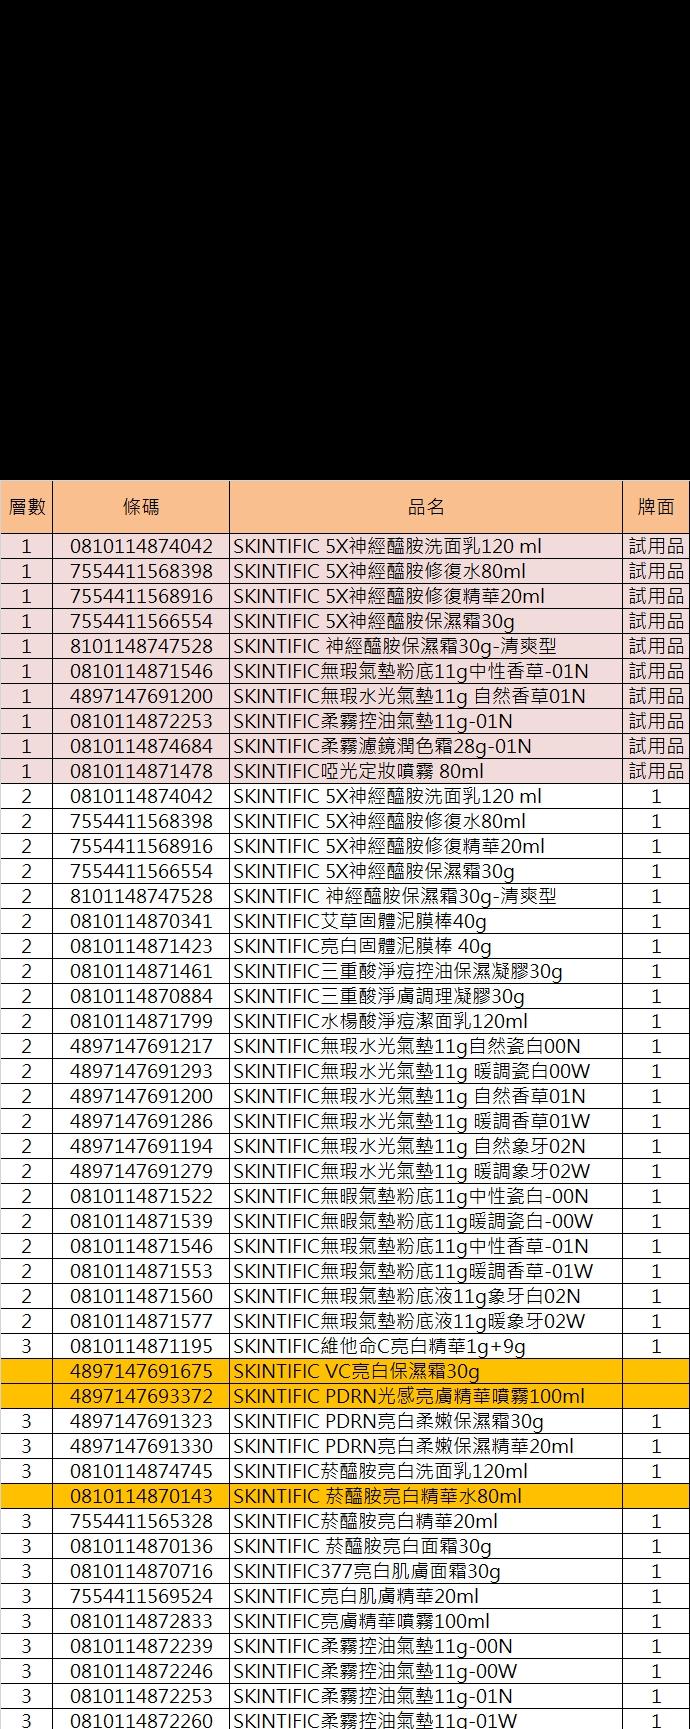 層數 條碼 品名 牌面
1 0810114874042 SKINTIFIC 5X神經醯胺洗面乳120 ml 試用品
1 7554411568398 SKINTIFIC 5X神經醯胺修復水80ml 試用品
1 7554411568916 SKINTIFIC 5X神經醯胺修復精華20ml 試用品
1 7554411566554 SKINTIFIC 5X神經醯胺保濕霜30g 試用品
1 8101148747528 SKINTIFIC 神經醯胺保濕霜30g-清爽型 試用品
1 0810114871546 SKINTIFIC無瑕氣墊粉底11g中性香草-01N 試用品
1 4897147691200 SKINTIFIC無瑕水光氣墊11g 自然香草01N 試用品
1 0810114872253 SKINTIFIC柔霧控油氣墊11g-01N 試用品
1 0810114874684 SKINTIFIC柔霧濾鏡潤色霜28g-01N 試用品
1 0810114871478 SKINTIFIC啞光定妝噴霧 80ml 試用品
2 0810114874042 SKINTIFIC 5X神經醯胺洗面乳120 ml 1
2 7554411568398 SKINTIFIC 5X神經醯胺修復水80ml 1
2 7554411568916 SKINTIFIC 5X神經醯胺修復精華20ml 1
2 7554411566554 SKINTIFIC 5X神經醯胺保濕霜30g 1
2 8101148747528 SKINTIFIC 神經醯胺保濕霜30g-清爽型 1
2 0810114870341 SKINTIFIC艾草固體泥膜棒40g 1
2 0810114871423 SKINTIFIC亮白固體泥膜棒 40g 1
2 0810114871461 SKINTIFIC三重酸淨痘控油保濕凝膠30g 1
2 0810114870884 SKINTIFIC三重酸淨膚調理凝膠30g 1
2 0810114871799 SKINTIFIC水楊酸淨痘潔面乳120ml 1
2 4897147691217 SKINTIFIC無瑕水光氣墊11g自然瓷白00N 1
2 4897147691293 SKINTIFIC無瑕水光氣墊11g 暖調瓷白00W 1
2 4897147691200 SKINTIFIC無瑕水光氣墊11g 自然香草01N 1
2 4897147691286 SKINTIFIC無瑕水光氣墊11g 暖調香草01W 1
2 4897147691194 SKINTIFIC無瑕水光氣墊11g 自然象牙02N 1
2 4897147691279 SKINTIFIC無瑕水光氣墊11g 暖調象牙02W 1
2 0810114871522 SKINTIFIC無暇氣墊粉底11g中性瓷白-00N 1
2 0810114871539 SKINTIFIC無暇氣墊粉底11g暖調瓷白-00W 1
2 0810114871546 SKINTIFIC無瑕氣墊粉底11g中性香草-01N 1
2 0810114871553 SKINTIFIC無瑕氣墊粉底11g暖調香草-01W 1
2 0810114871560 SKINTIFIC無瑕氣墊粉底液11g象牙白02N 1
2 0810114871577 SKINTIFIC無瑕氣墊粉底液11g暖象牙02W 1
3 0810114871195 SKINTIFIC維他命C亮白精華1g+9g 1
4897147691675 SKINTIFIC VC亮白保濕霜30g
4897147693372 SKINTIFIC PDRN光感亮膚精華噴霧100ml
3 4897147691323 SKINTIFIC PDRN亮白柔嫩保濕霜30g 1
3 4897147691330 SKINTIFIC PDRN亮白柔嫩保濕精華20ml 1
3 0810114874745 SKINTIFIC菸醯胺亮白洗面乳120ml 1
0810114870143 SKINTIFIC 菸醯胺亮白精華水80ml
3 7554411565328 SKINTIFIC菸醯胺亮白精華20ml 1
3 0810114870136 SKINTIFIC 菸醯胺亮白面霜30g 1
3 0810114870716 SKINTIFIC377亮白肌膚面霜30g 1
3 7554411569524 SKINTIFIC亮白肌膚精華20ml 1
3 0810114872833 SKINTIFIC亮膚精華噴霧100ml 1
3 0810114872239 SKINTIFIC柔霧控油氣墊11g-00N 1
3 0810114872246 SKINTIFIC柔霧控油氣墊11g-00W 1
3 0810114872253 SKINTIFIC柔霧控油氣墊11g-01N 1
3 0810114872260 SKINTIFIC柔霧控油氣墊11g-01W 1